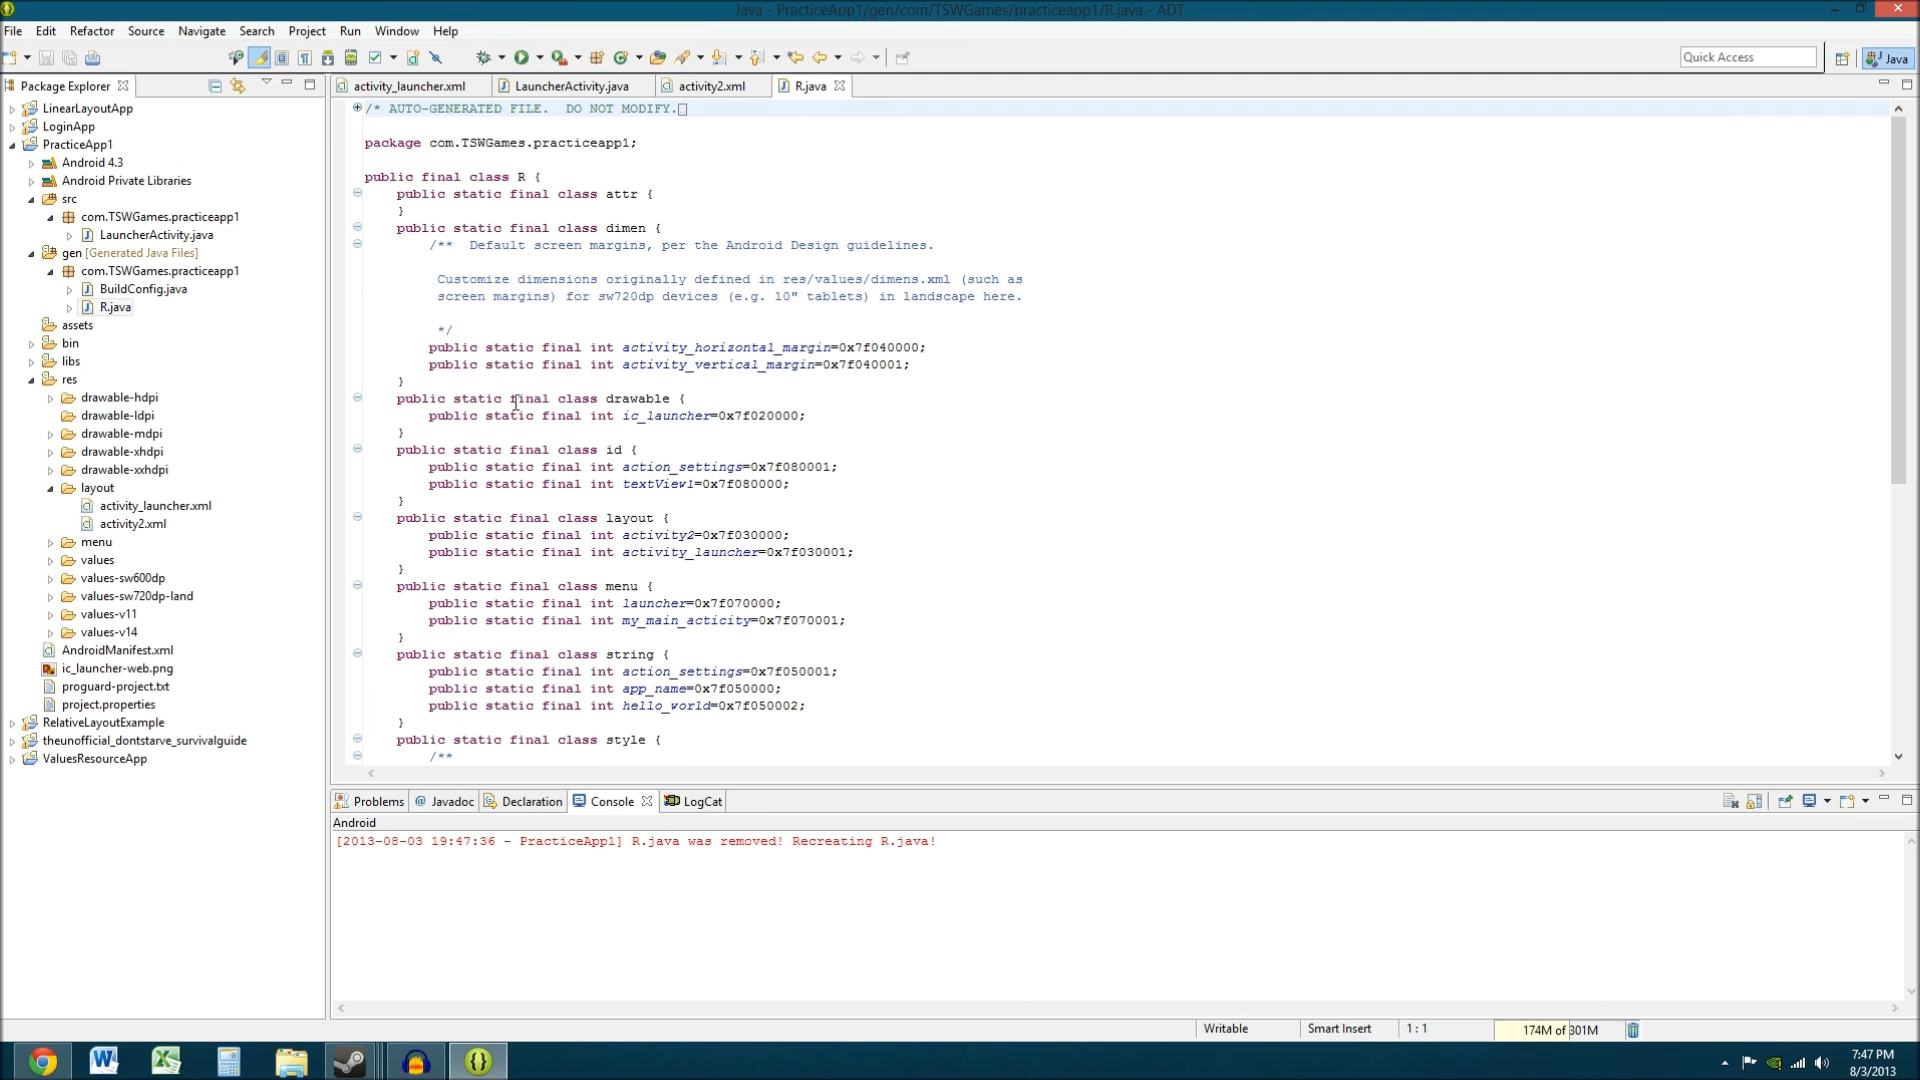 Java - PracticeApp1/gen/com/TSWGames/practiceapp1/R.java - ADT
File Edit Refactor Source Navigate Search Project Run Window Help
Quick Access
Java
Package Explorer
LinearLayoutApp
LoginApp
PracticeApp1
Android 4.3
Android Private Libraries
src
com.TSWGames.practiceapp1
LauncherActivity.java
gen [Generated Java Files]
com.TSWGames.practiceapp1
BuildConfig.java
R.java
assets
bin
libs
res
drawable-hdpi
drawable-ldpi
drawable-mdpi
drawable-xhdpi
drawable-xxhdpi
layout
activity_launcher.xml
activity2.xml
menu
values
values-sw600dp
values-sw720dp-land
values-v11
values-v14
AndroidManifest.xml
ic_launcher-web.png
proguard-project.txt
project.properties
RelativeLayoutExample
theunofficial_dontstarve_survivalguide
ValuesResourceApp
activity_launcher.xml LauncherActivity.java activity2.xml R.java
/* AUTO-GENERATED FILE.  DO NOT MODIFY.
package com.TSWGames.practiceapp1;
public final class R {
public static final class attr {
}
public static final class dimen {
/**  Default screen margins, per the Android Design guidelines.
Customize dimensions originally defined in res/values/dimens.xml (such as
screen margins) for sw720dp devices (e.g. 10" tablets) in landscape here.
*/
public static final int activity_horizontal_margin=0x7f040000;
public static final int activity_vertical_margin=0x7f040001;
}
public static final class drawable {
public static final int ic_launcher=0x7f020000;
}
public static final class id {
public static final int action_settings=0x7f080001;
public static final int textView1=0x7f080000;
}
public static final class layout {
public static final int activity2=0x7f030000;
public static final int activity_launcher=0x7f030001;
}
public static final class menu {
public static final int launcher=0x7f070000;
public static final int my_main_acticity=0x7f070001;
}
public static final class string {
public static final int action_settings=0x7f050001;
public static final int app_name=0x7f050000;
public static final int hello_world=0x7f050002;
}
public static final class style {
/**
Problems @ Javadoc Declaration Console LogCat
Android
[2013-08-03 19:47:36 - PracticeApp1] R.java was removed! Recreating R.java!
Writable Smart Insert 1 : 1 174M of 301M
7:47 PM
8/3/2013